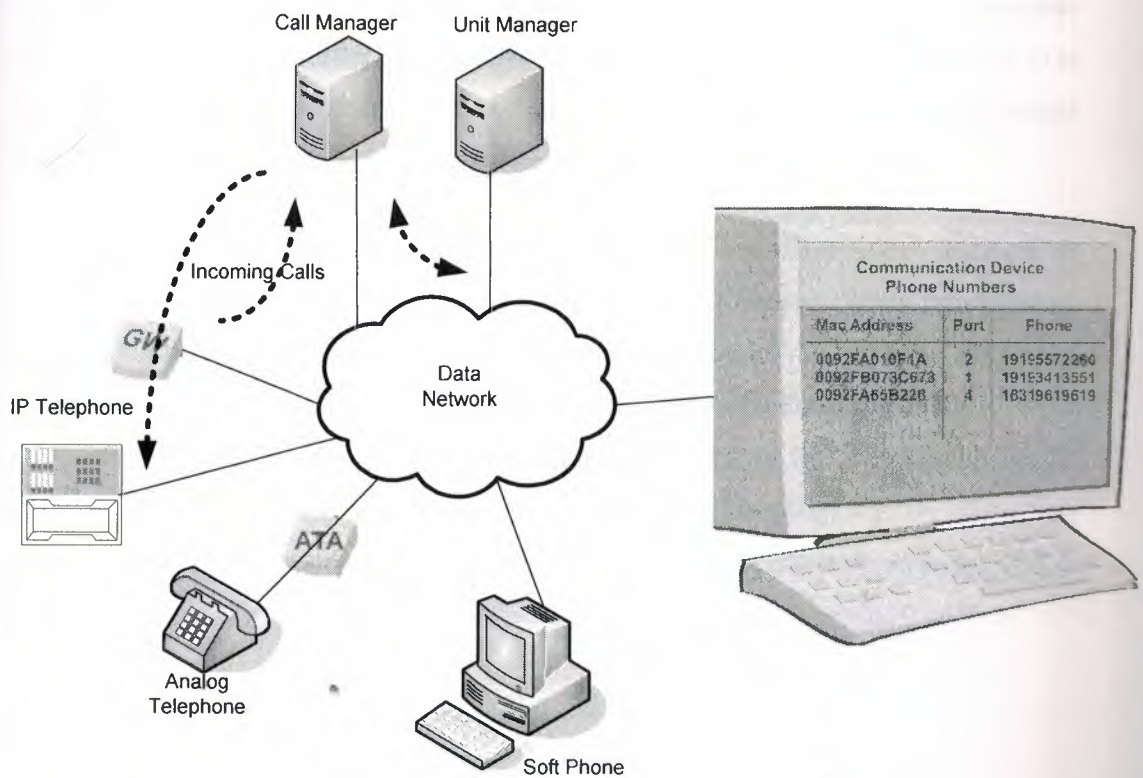 Call Manager
Unit Manager
Incoming Calls
GW
IP Telephone
Data
Network
ATA
Analog
Telephone
Soft Phone
Communication Device
Phone Numbers
Mac Address Port Phone
0092FA010F1A 2 19195572260
0092FB073C673 1 19193413551
0092FA65B226 4 16319619619